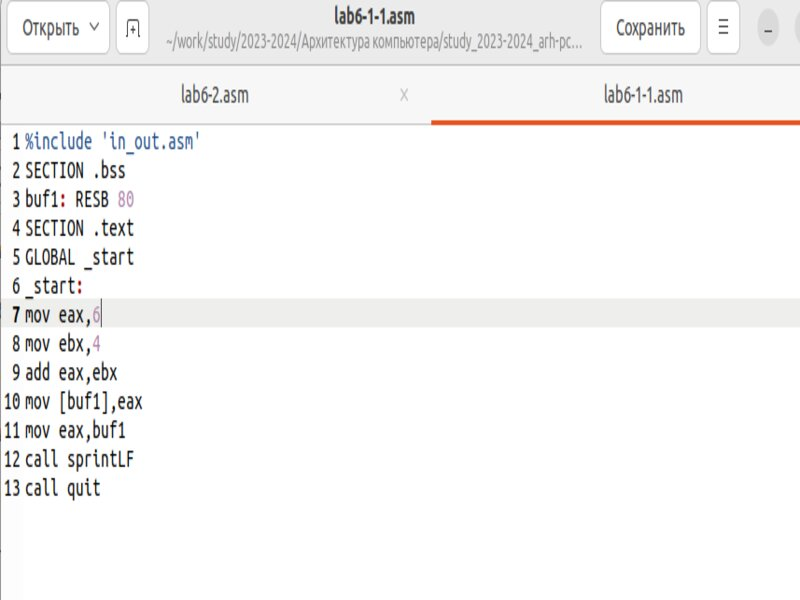 Открыть
lab6-1-1.asm
~/work/study/2023-2024/Архитектура компьютера/study_2023-2024_arh-pc...
Сохранить
lab6-2.asm
lab6-1-1.asm
1 %include 'in_out.asm'
2 SECTION .bss
3 buf1: RESB 80
4 SECTION .text
5 GLOBAL _start
6 _start:
7 mov eax,6
8 mov ebx,4
9 add eax,ebx
10 mov [buf1],eax
11 mov eax,buf1
12 call sprintLF
13 call quit